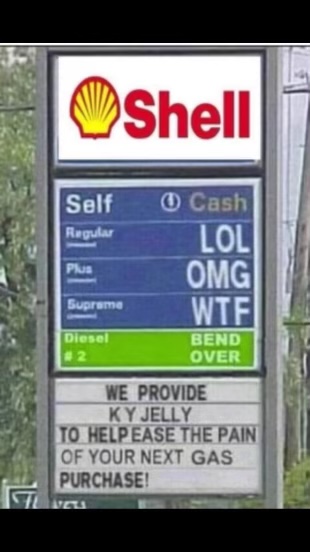 Shell
Self Cash
Regular LOL
Plus OMG
Supreme WTF
Diesel BEND
# 2 OVER
WE PROVIDE
K Y JELLY
TO HELP EASE THE PAIN
OF YOUR NEXT GAS
PURCHASE!